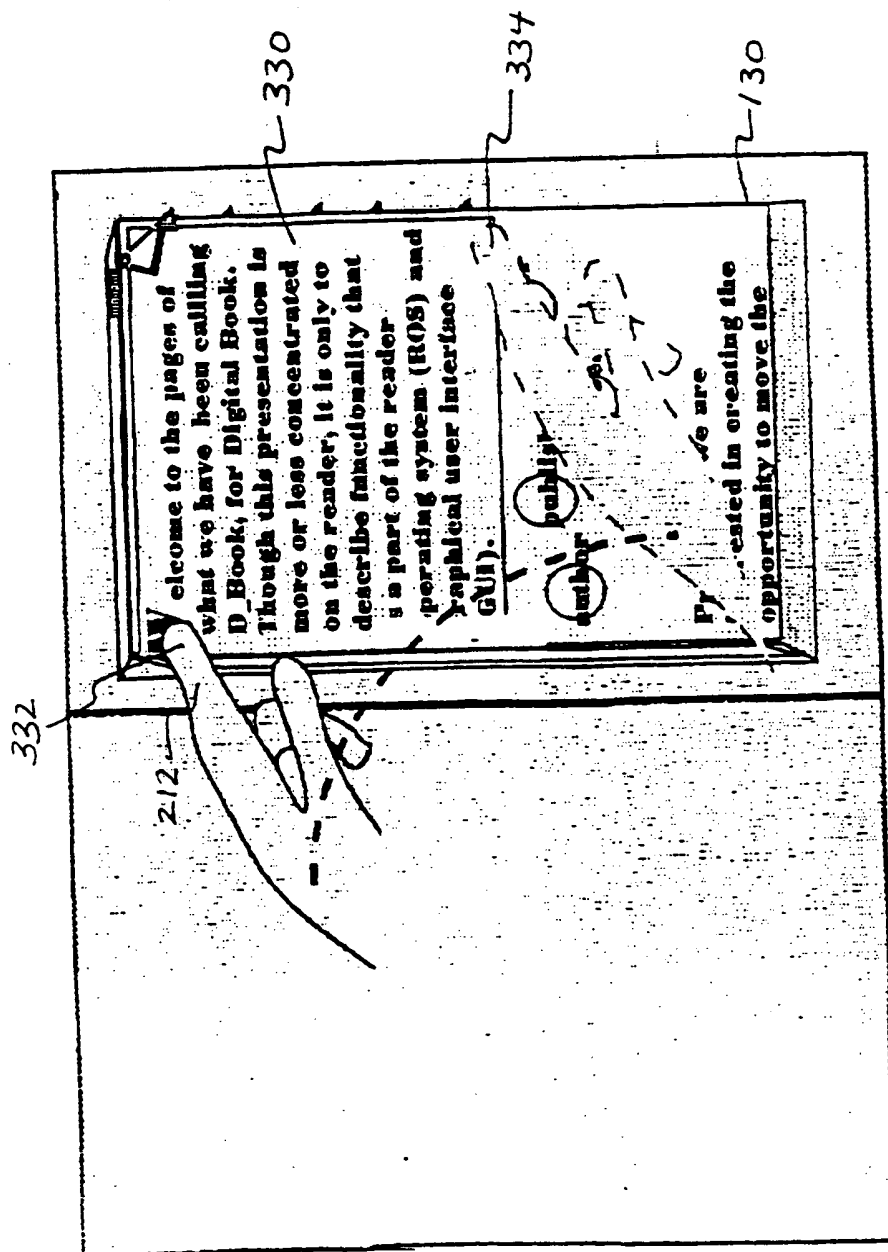 332
212
330
334
130
W elcome to the pages of
what we have been callling
D_Book, for Digital Book.
Though this presentation is
more or less concentrated
on the reader, it is only to
describe functionality that
s a part of the reader
perating system (ROS) and
raphical user interface
GUI).
author
are
Pr ested in creating the
opportunity to move the